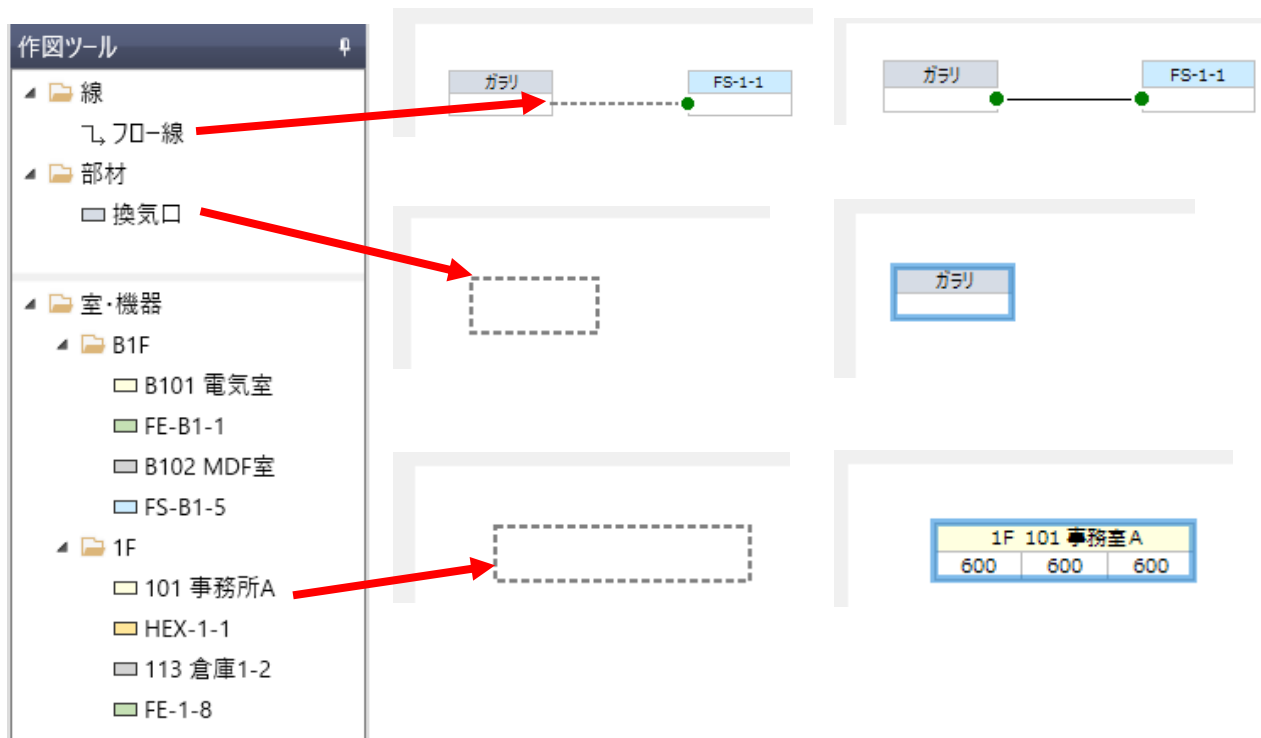 作図ツール
線
フロー線
部材
換気口
室・機器
B1F
B101 電気室
FE-B1-1
B102 MDF室
FS-B1-5
1F
101 事務所A
HEX-1-1
113 倉庫1-2
FE-1-8
ガラリ
FS-1-1
ガラリ
FS-1-1
ガラリ
1F 101 事務室A
600 600 600